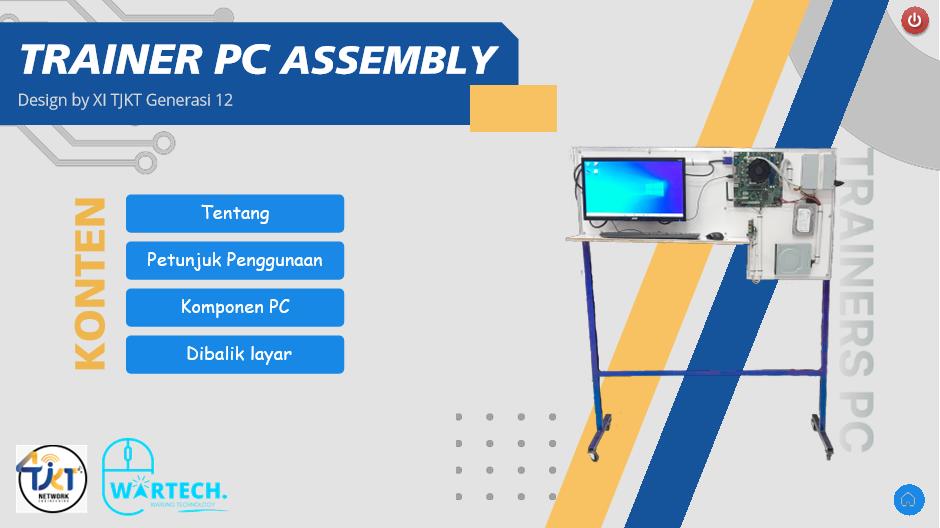 TRAINER PC ASSEMBLY
Design by XI TJKT Generasi 12
KONTEN
Tentang
Petunjuk Penggunaan
Komponen PC
Dibalik layar
TRAINERS PC
TJKT
NETWORK
WARTECH.